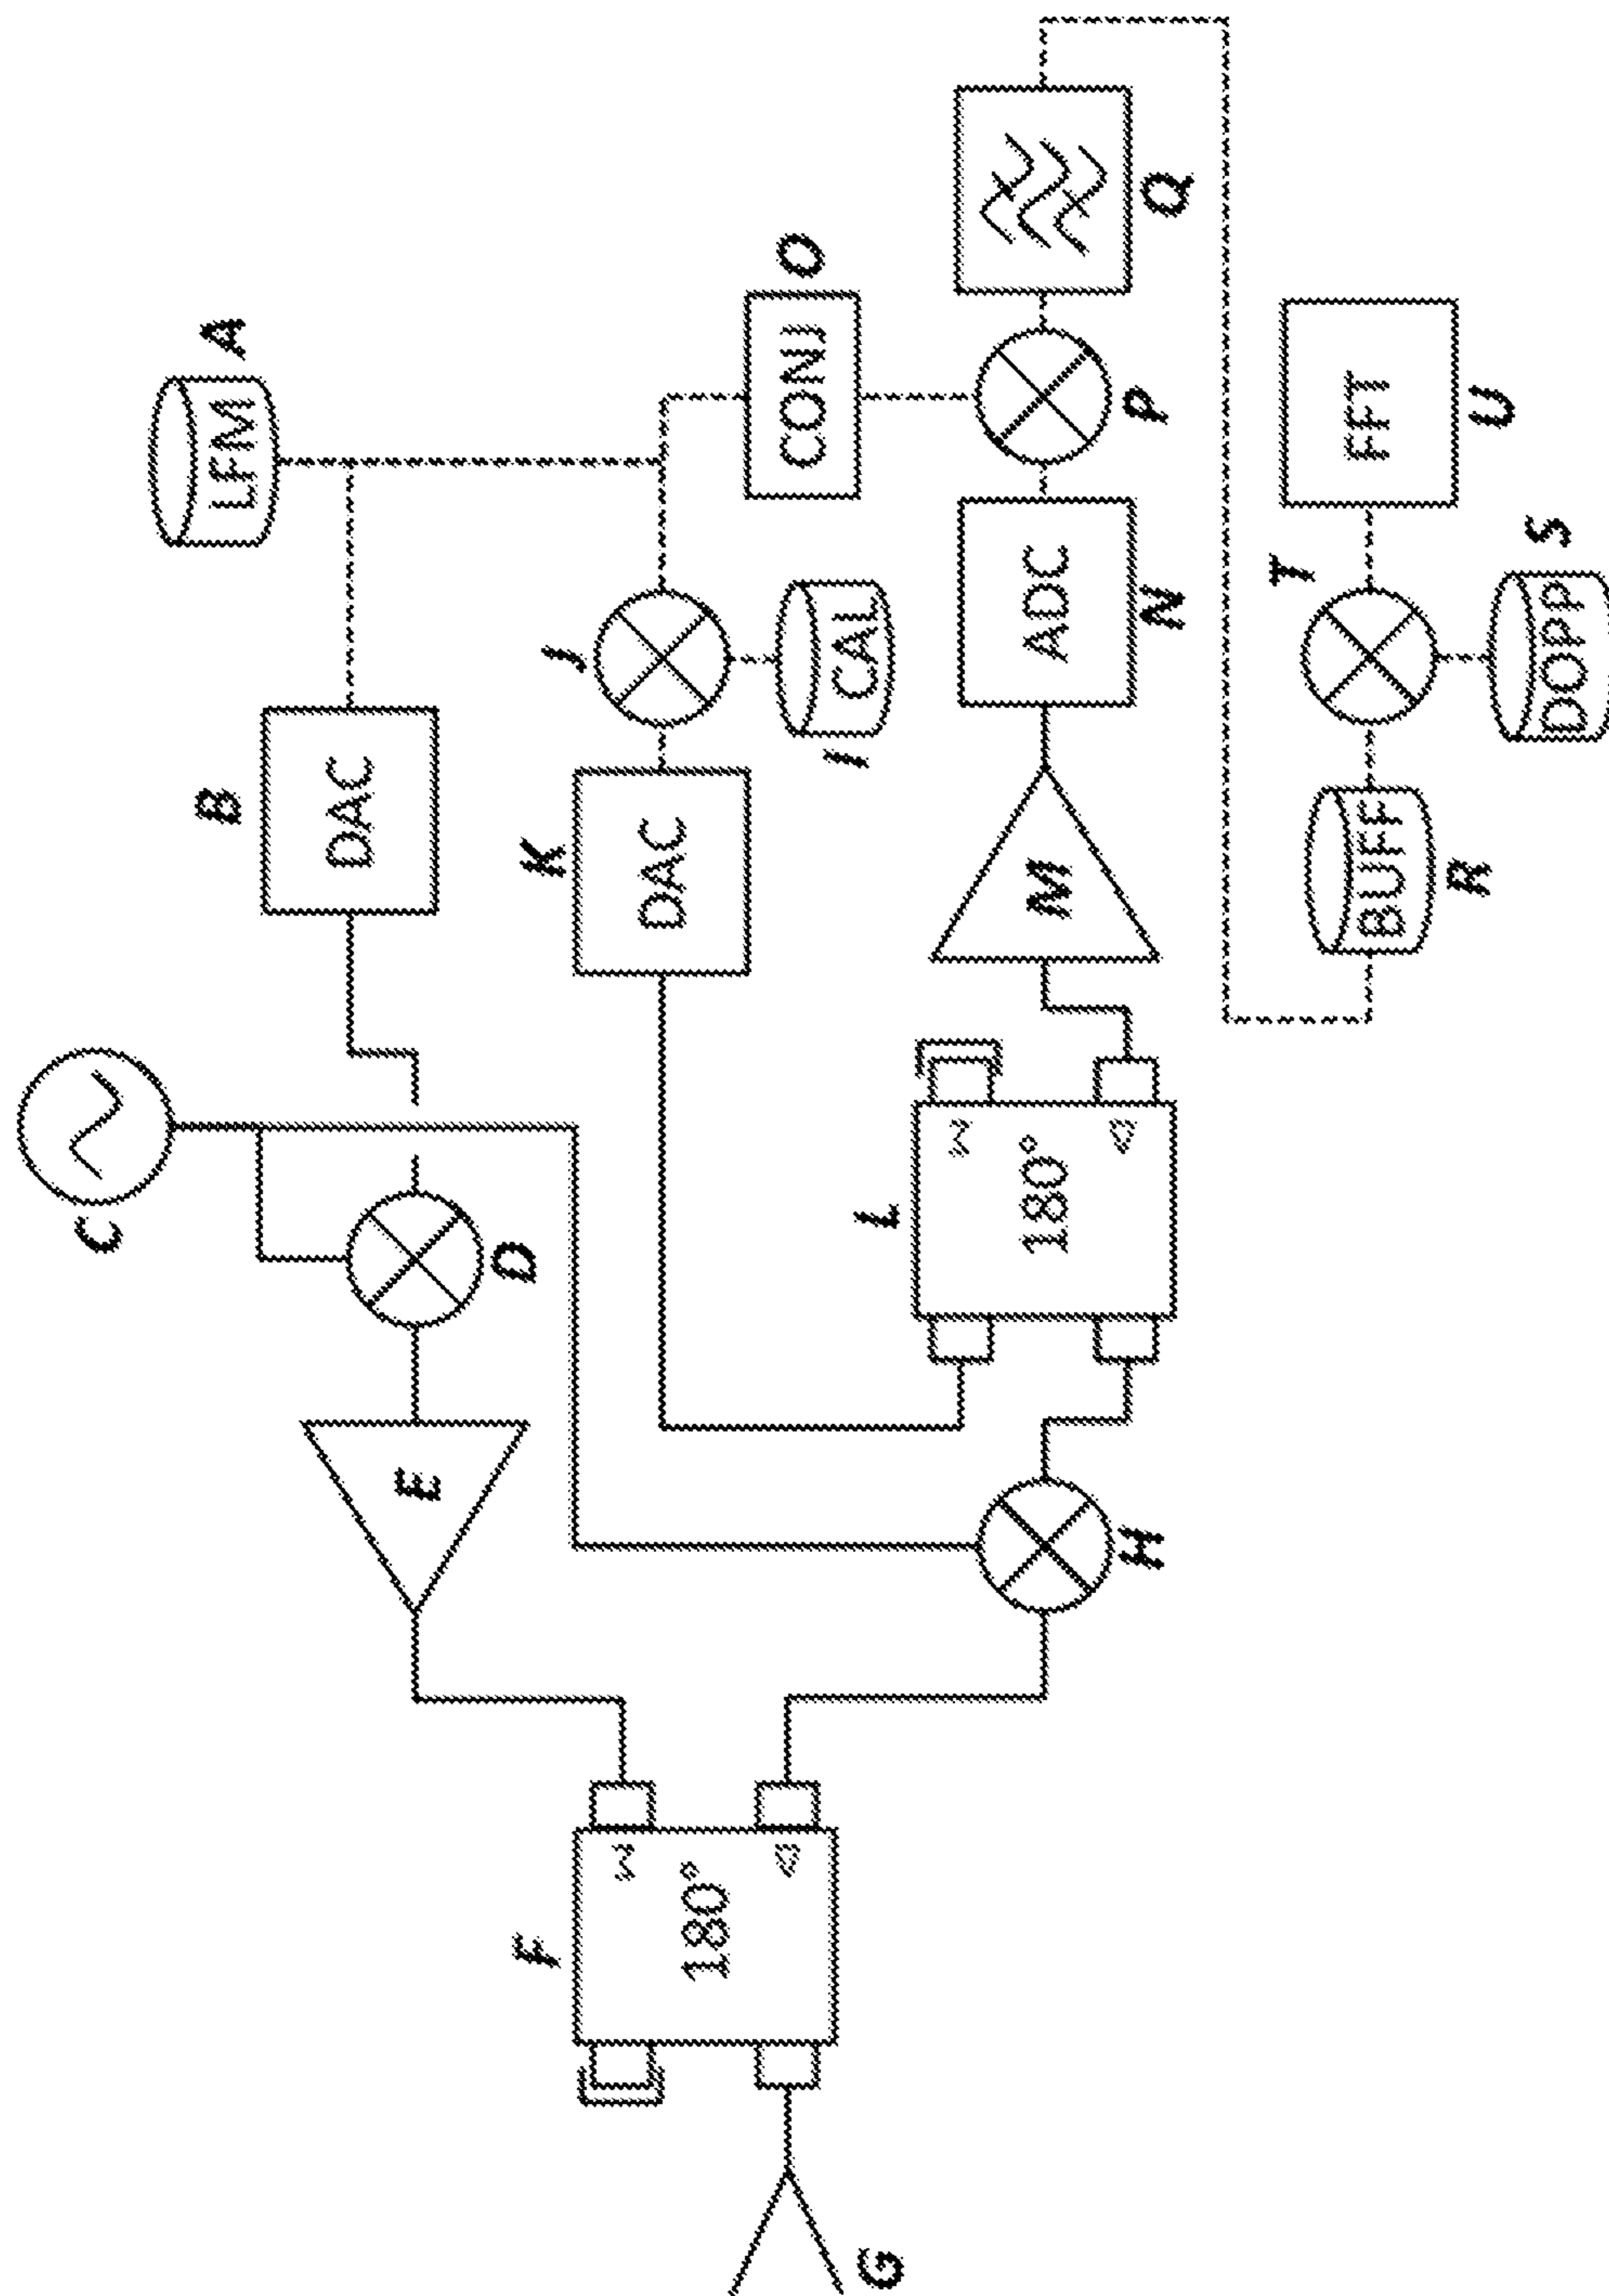 C
B
LFM
A
DAC
E
D
F
K
J
Σ
DAC
180°
Δ
CONJ
O
I
CAL
G
L
Σ
180°
M
ADC
Δ
H
N
P
Q
T
BUFF
FFT
R
U
S
DOPP